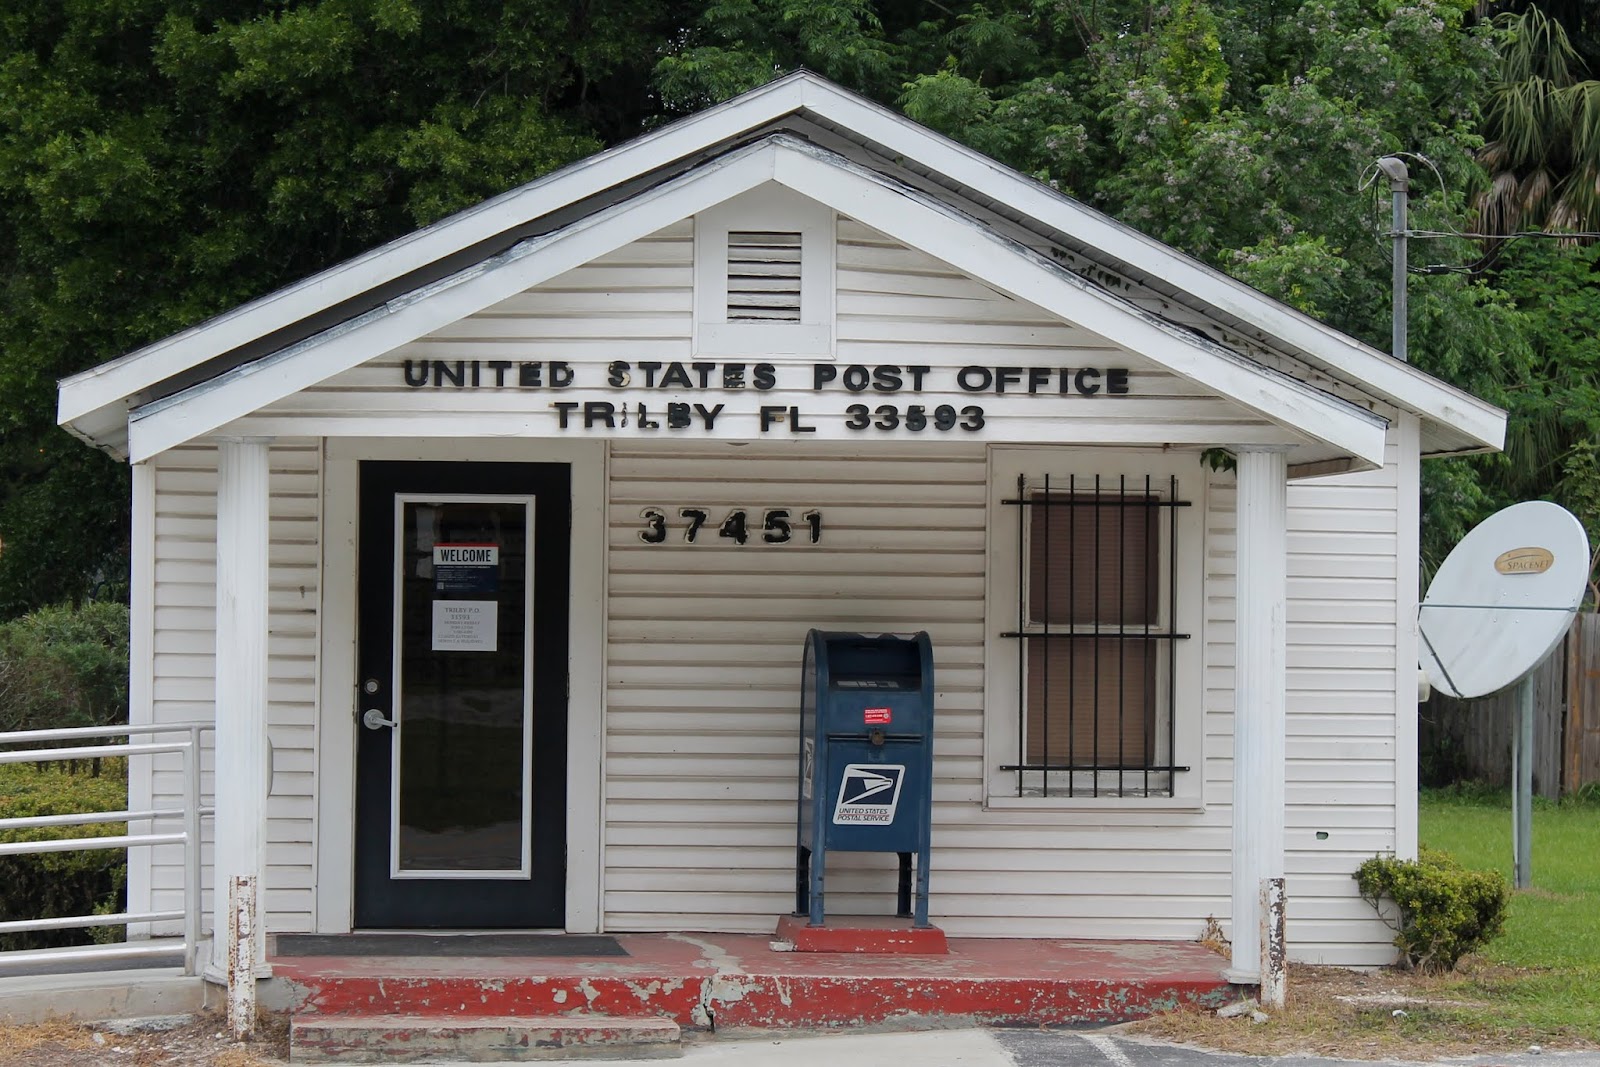 UNITED STATES POST OFFICE
TRILBY FL 33593
37451
WELCOME
TRILBY P.O.
33593
UNITED STATES
POSTAL SERVICE
SPACENET